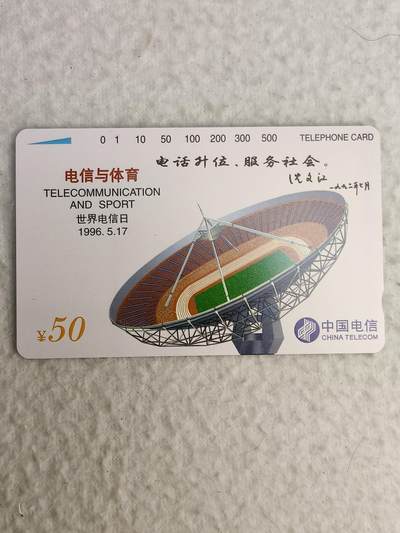 0 1 10 50 100 200 300 500 TELEPHONE CARD
电话升位、服务社会。
电信与体育
TELECOMMUNICATION
AND SPORT
世界电信日
1996. 5.17
¥50
中国电信
CHINA TELECOM